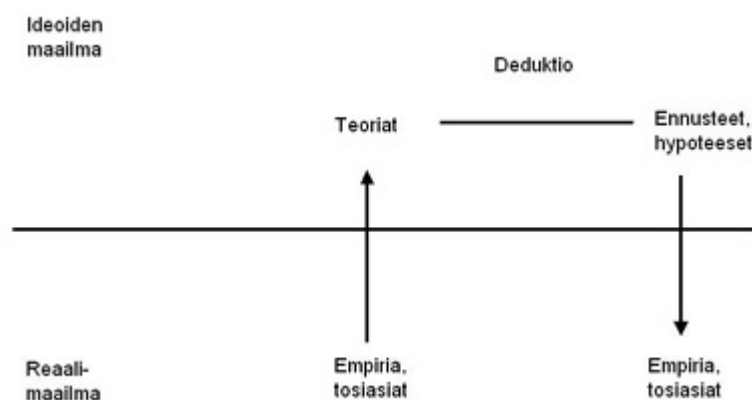 Ideoiden
maailma
Deduktio
Teoriat
Ennusteet,
hypoteeset
Reaali-
maailma
Empiria,
tosiasiat
Empiria,
tosiasiat